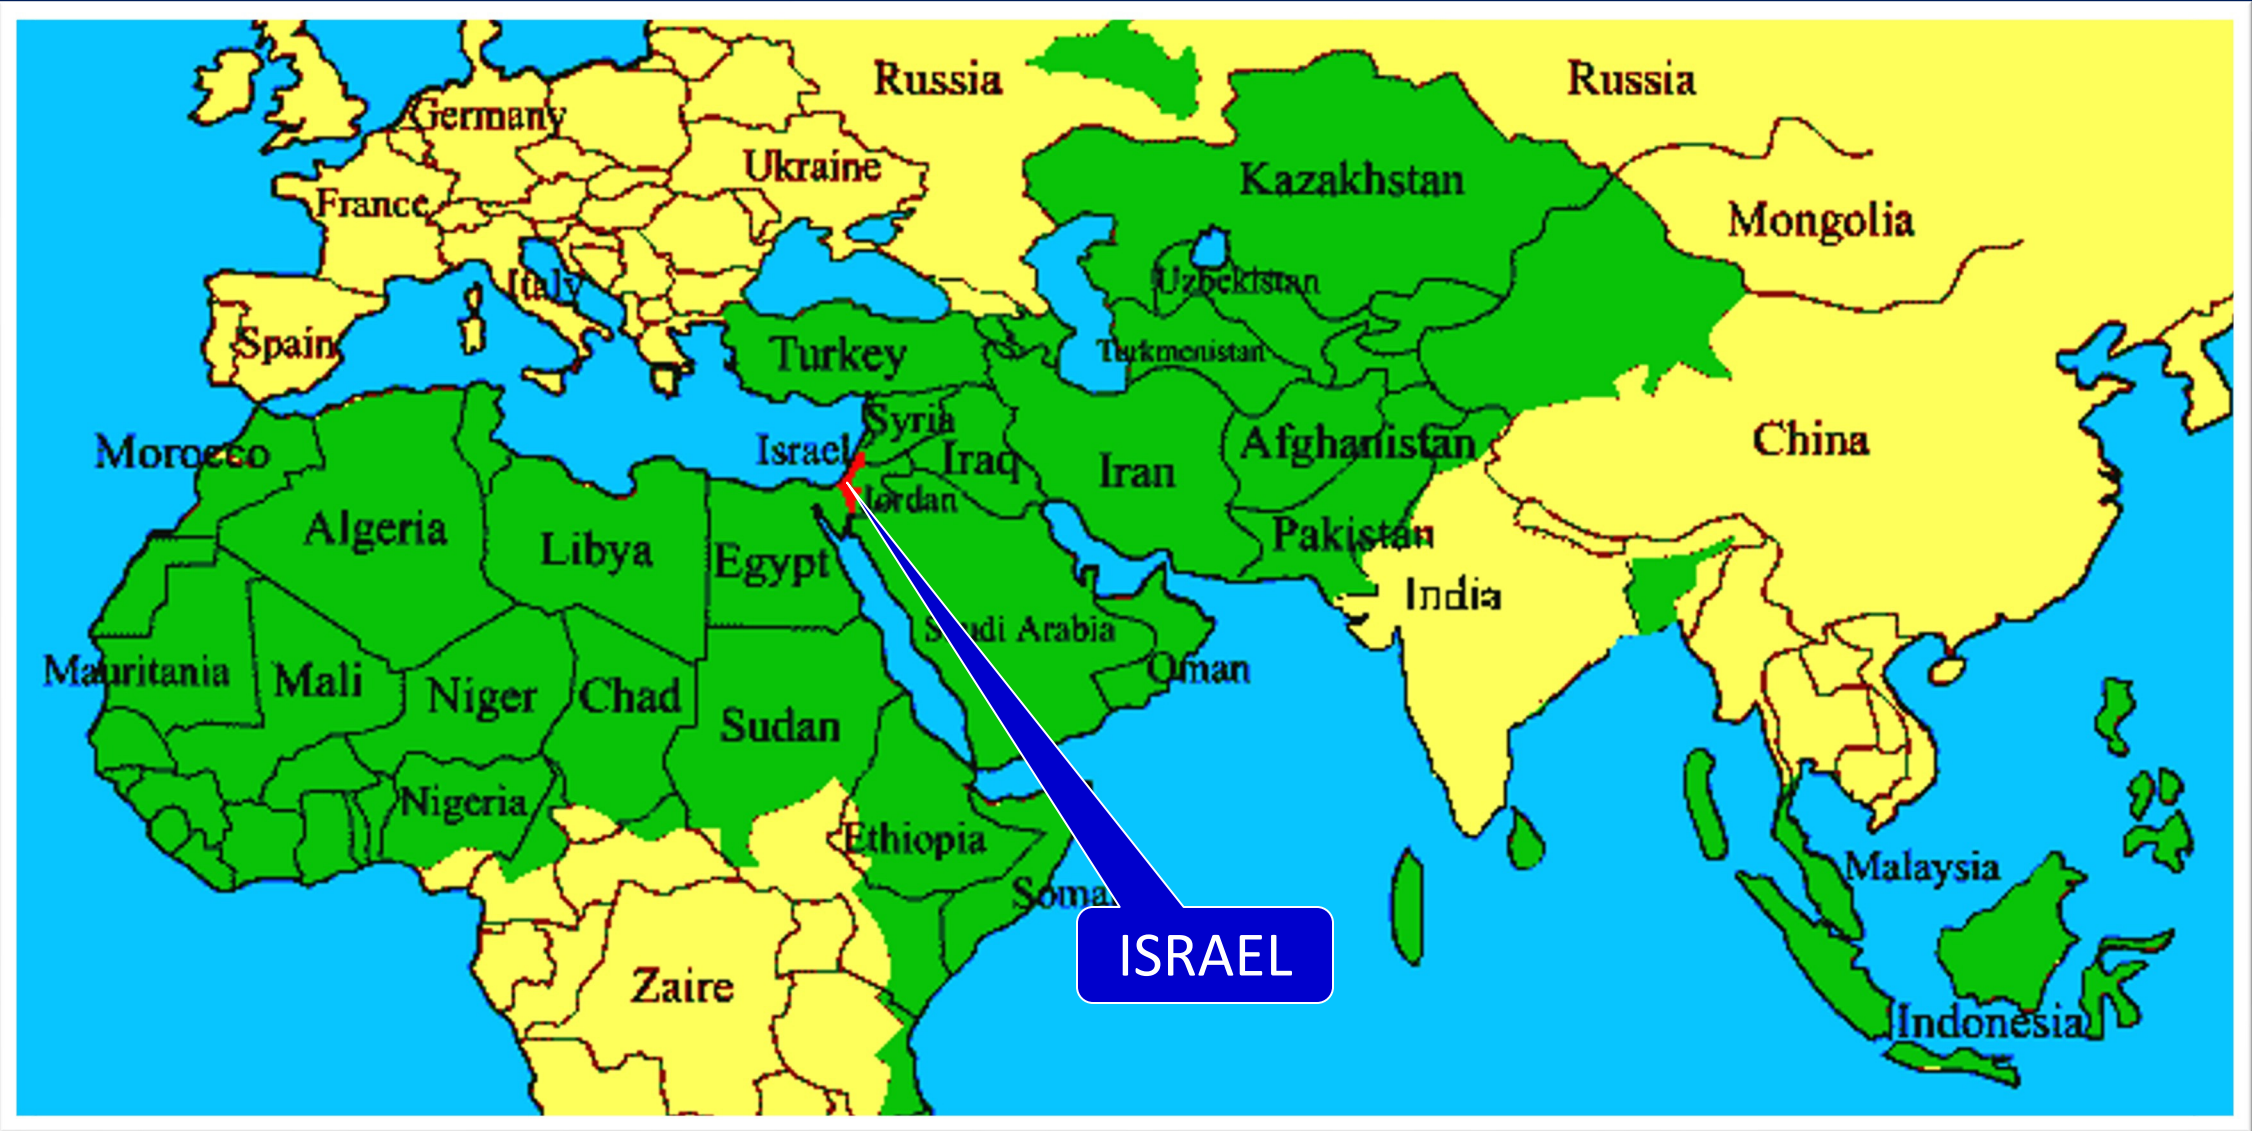 Russia
Russia
Germany
Ukraine
Kazakhstan
France
Mongolia
Italy
Uzbekistan
Spain
Turkey
Turkmenistan
Syria
China
Morocco
Israel
Iraq
Afghanistan
Iran
Jordan
Algeria
Libya
Egypt
Pakistan
India
Saudi Arabia
Mauritania
Mali
Niger
Chad
Oman
Sudan
Nigeria
Ethiopia
Malaysia
Soma
ISRAEL
Zaire
Indonesia